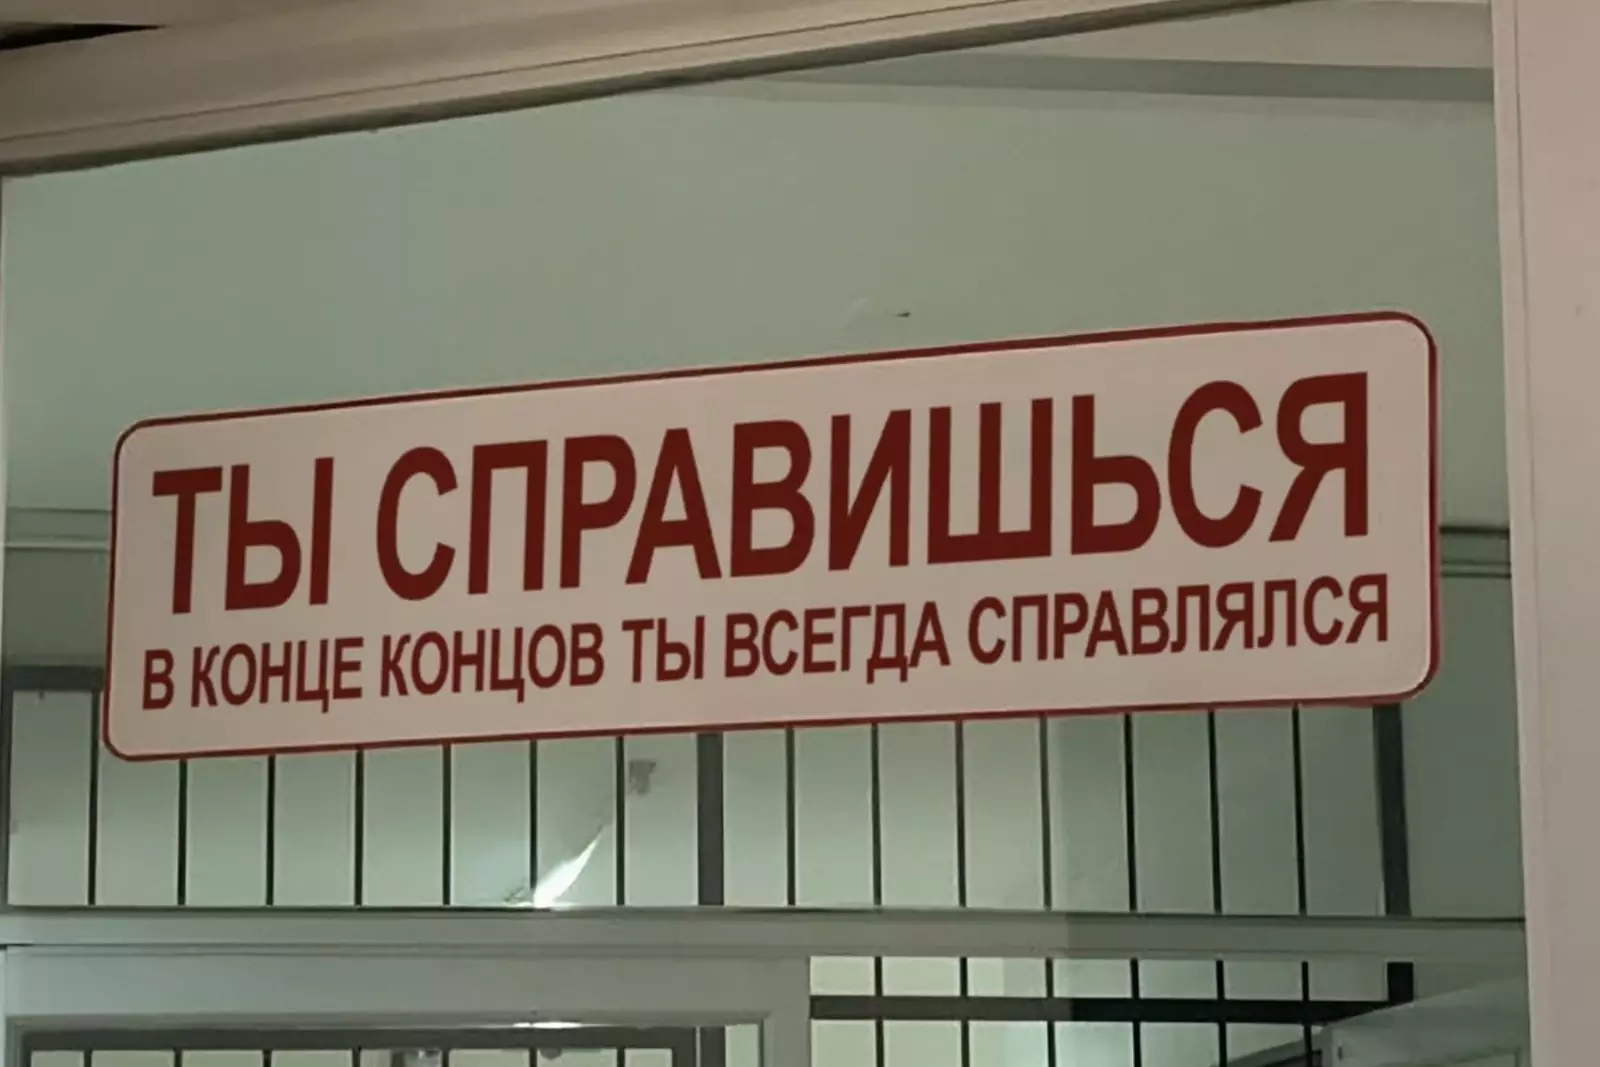 ТЫ СПРАВИШЬСЯ
В КОНЦЕ КОНЦОВ ТЫ ВСЕГДА СПРАВЛЯЛСЯ